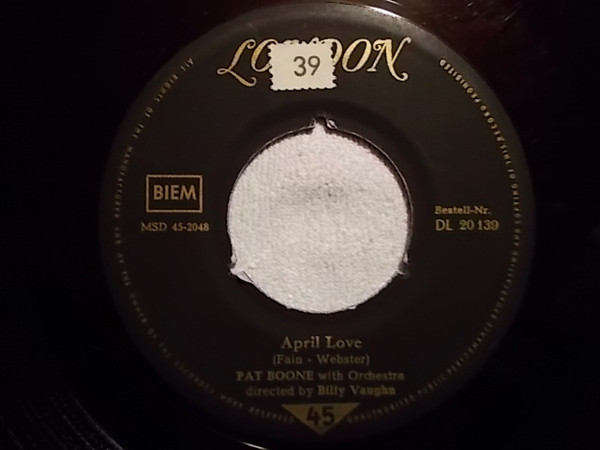 LONDON
39
BIEM
MSD 45-2048
Bestell-Nr.
DL 20 139
April Love
(Fain - Webster)
PAT BOONE with Orchestra
directed by Billy Vaughn
45